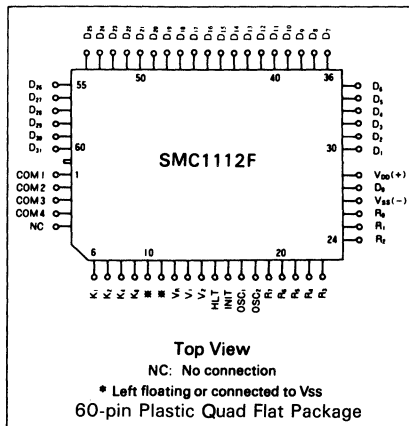 D₂₅ D₂₄ D₂₃ D₂₂ D₂₁ D₂₀ D₁₉ D₁₈ D₁₇ D₁₆ D₁₅ D₁₄ D₁₃ D₁₂ D₁₁ D₁₀ D₉ D₈ D₇
55 50 40 36
D₂₆ D₆
D₂₇ D₅
D₂₈ D₄
D₂₉ D₃
D₃₀ D₂
D₃₁ 60 30 D₁
SMC1112F
COM1 1 VDD(+)
COM2 D₀
COM3 VSS(-)
COM4 R₀
NC R₁
24 R₂
6 10 20
K₁ K₂ K₄ K₈ * * VR V₁ V₂ HLT INIT OSC₁ OSC₂ R₇ R₆ R₅ R₄ R₃
Top View
NC: No connection
* Left floating or connected to Vss
60-pin Plastic Quad Flat Package